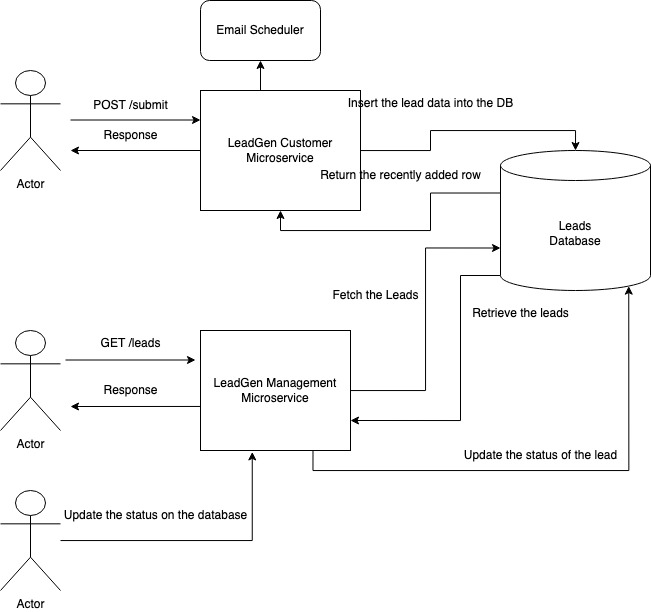 Email Scheduler
POST /submit
Insert the lead data into the DB
Response
LeadGen Customer
Microservice
Return the recently added row
Actor
Leads
Database
Fetch the Leads
Retrieve the leads
GET /leads
LeadGen Management
Microservice
Response
Actor
Update the status of the lead
Update the status on the database
Actor